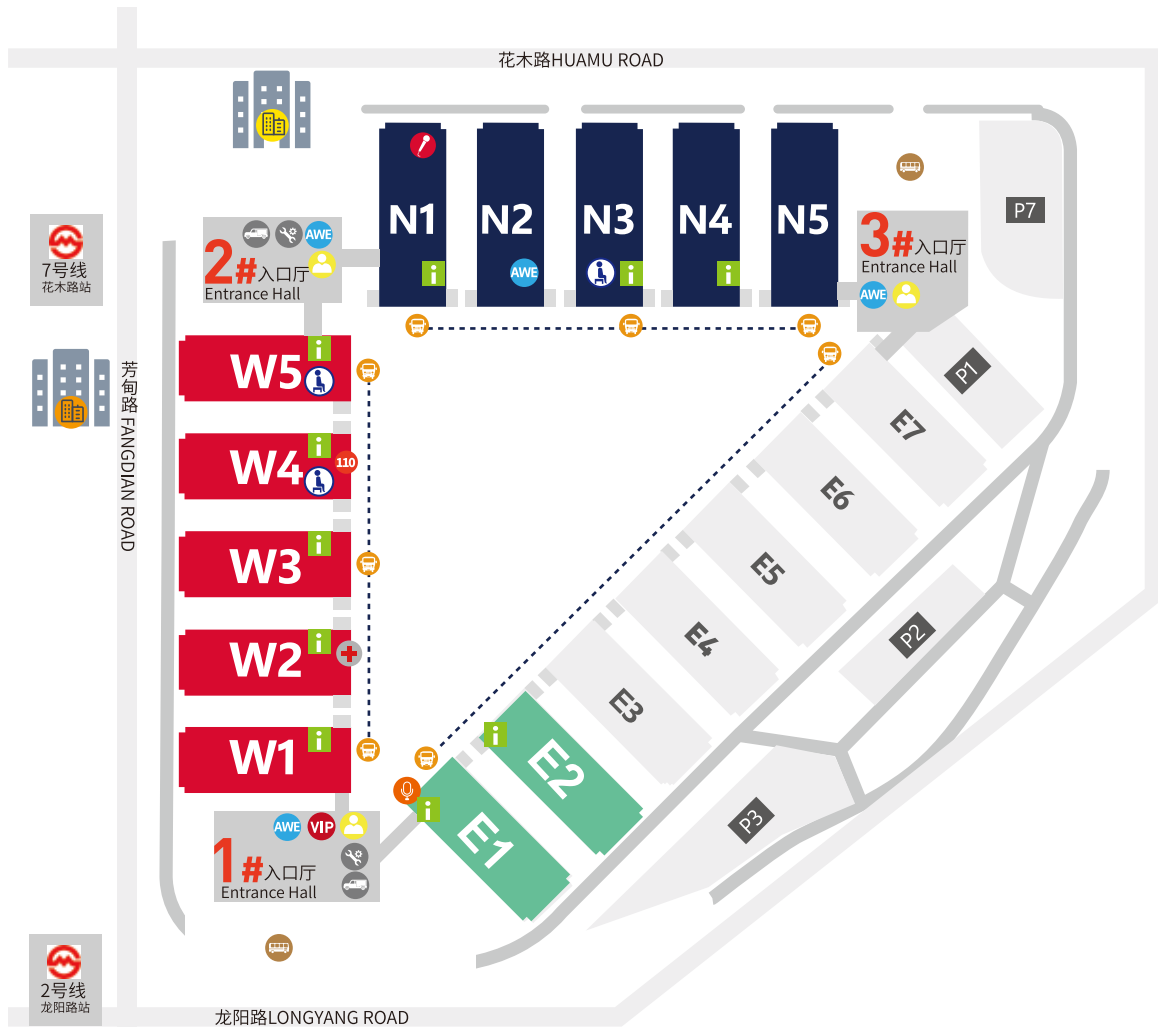 花木路HUAMU ROAD
N1
N2
N3
N4
N5
AWE
P7
7号线
花木路站
AWE
2#入口厅
Entrance Hall
3#入口厅
Entrance Hall
AWE
芳甸路 FANGDIAN ROAD
W5
W4
110
W3
W2
W1
P1
E7
E6
E5
E4
E3
E2
E1
P2
P3
AWE
VIP
1#入口厅
Entrance Hall
2号线
龙阳路站
龙阳路LONGYANG ROAD